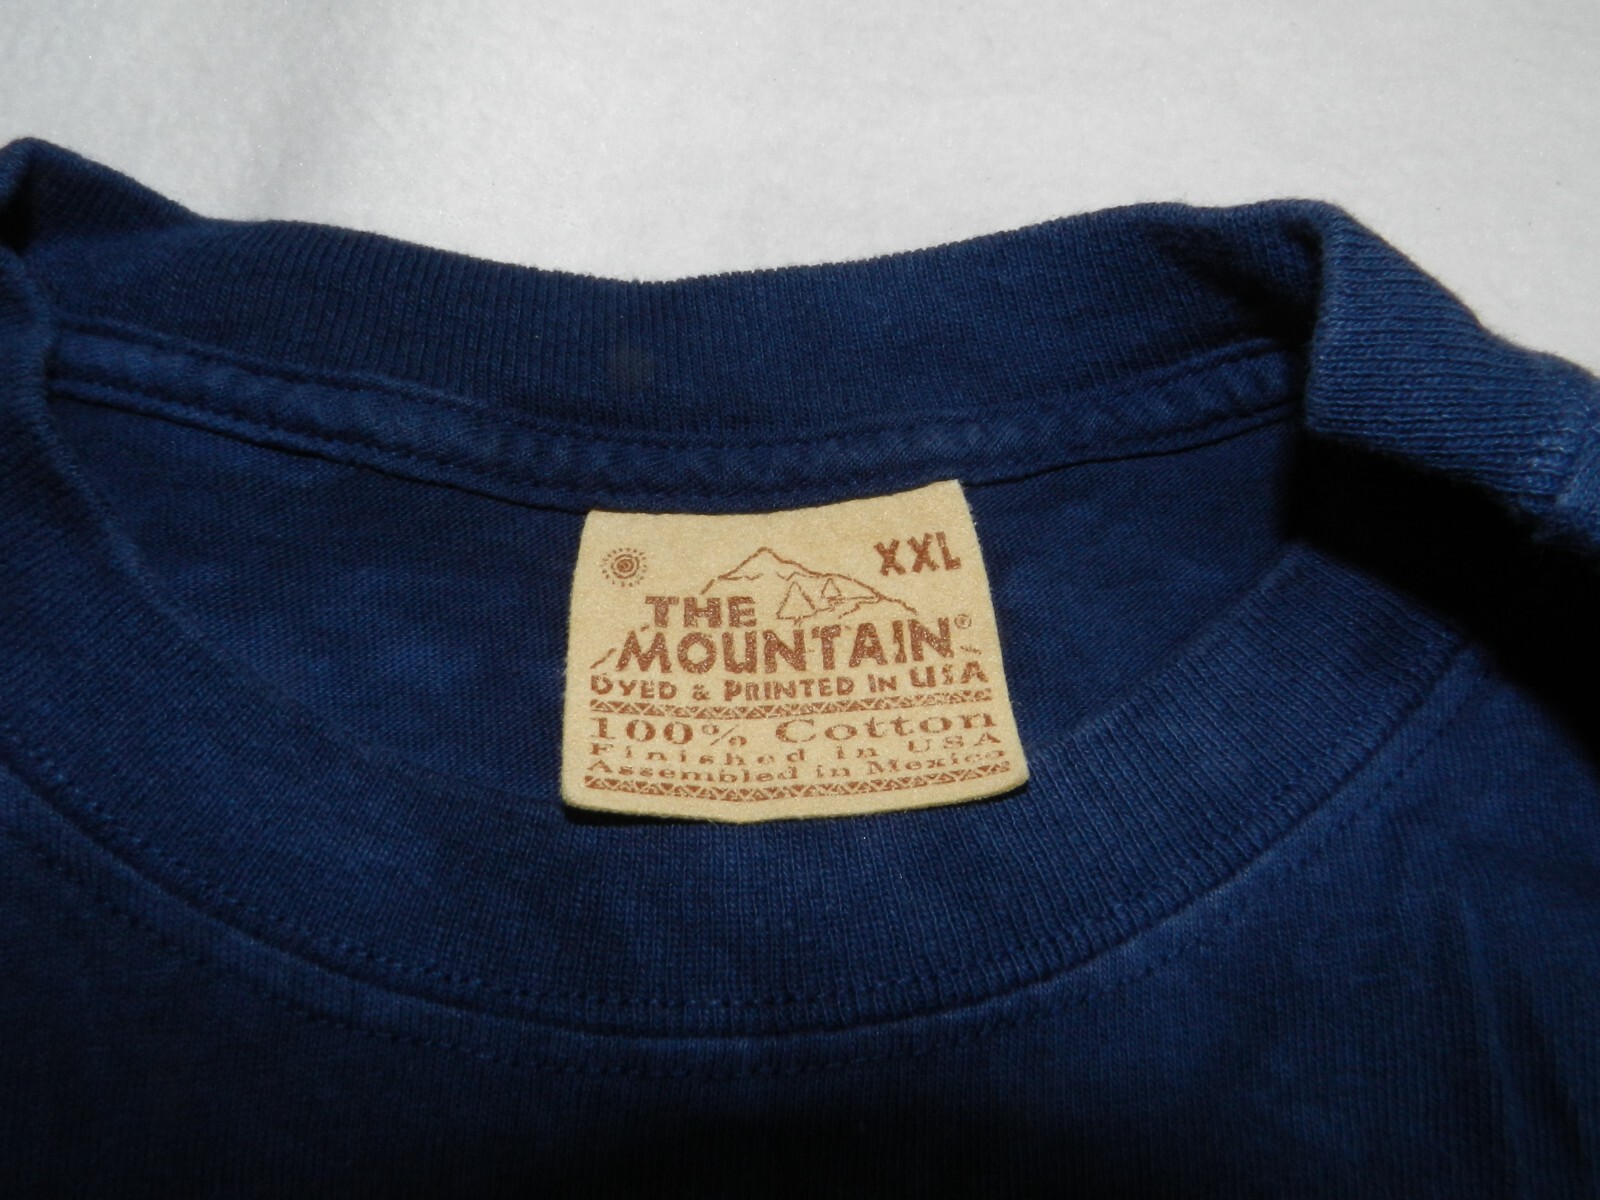 XXL
THE
MOUNTAIN®
DYED & PRINTED IN USA
100% Cotton
Finished in USA
Assembled in Mexico